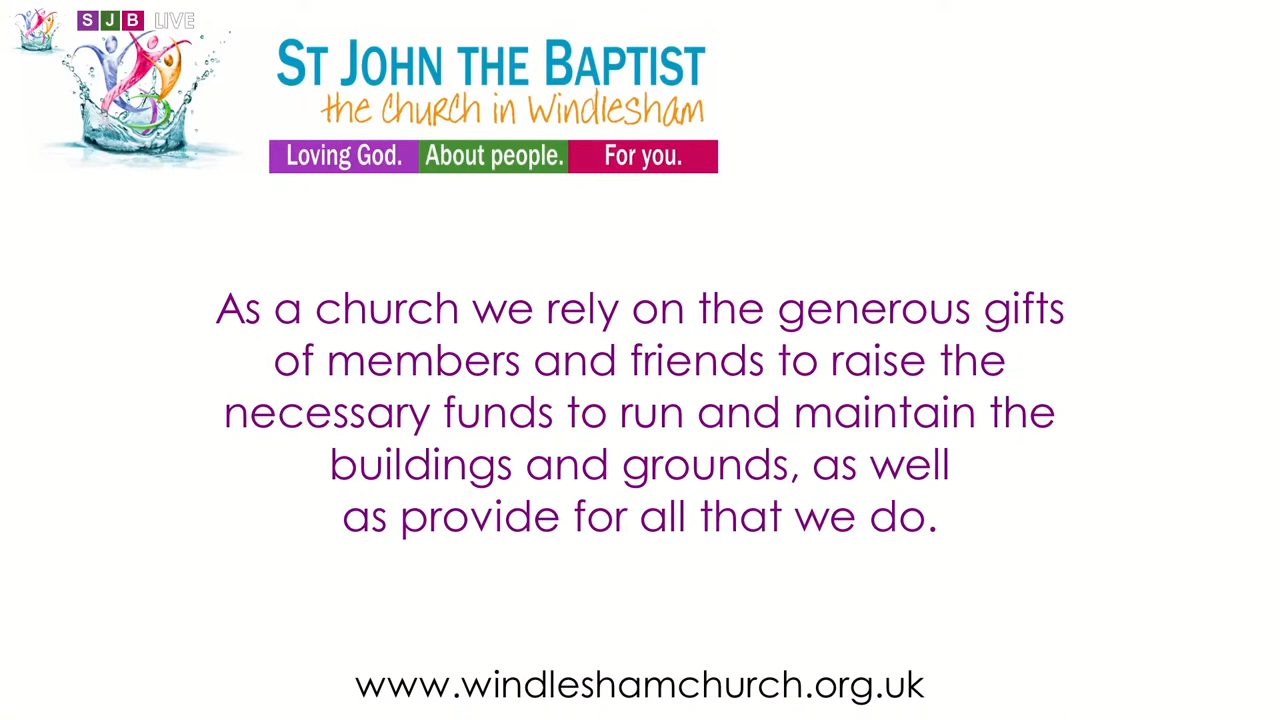 SJB LIVE
ST JOHN THE BAPTIST
the church in Windlesham
Loving God. About people. For you.
As a church we rely on the generous gifts
of members and friends to raise the
necessary funds to run and maintain the
buildings and grounds, as well
as provide for all that we do.
www.windleshamchurch.org.uk